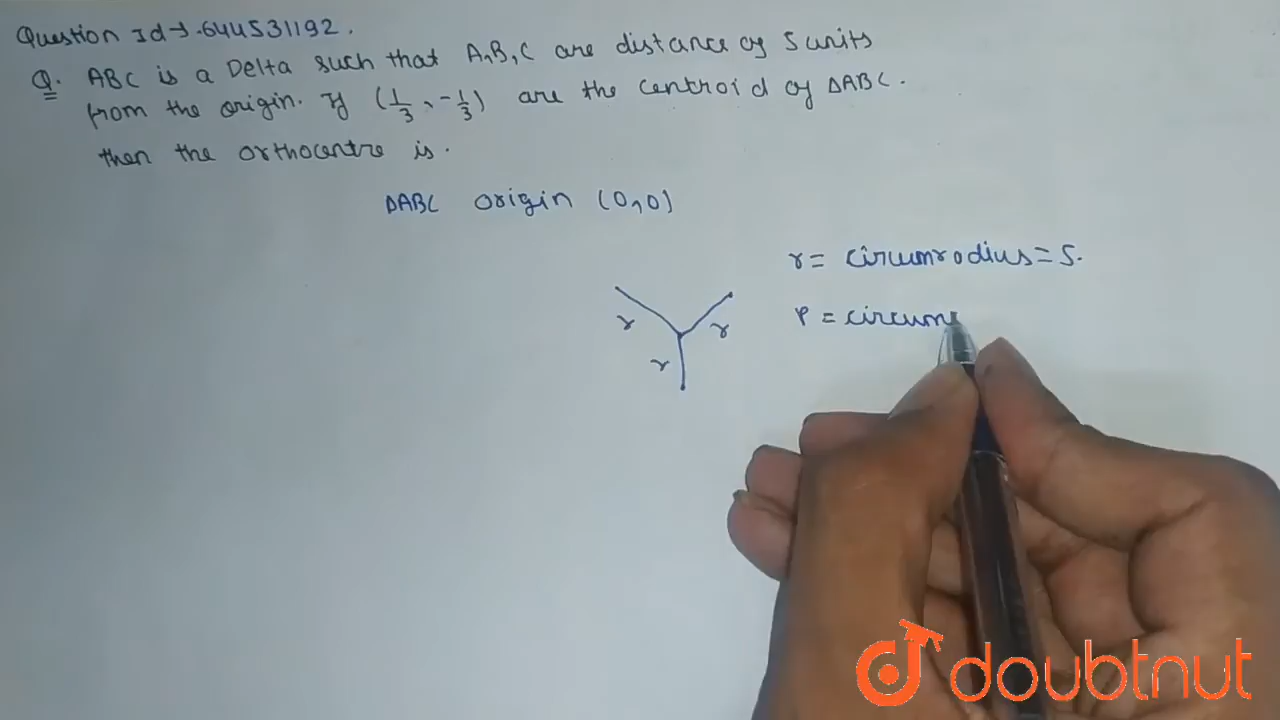 Question Id → .644531192.
Q. ABC is a Delta such that A,B,C are distance of 5 units
from the origin. If (1/3, -1/3) are the centroid of ΔABC.
then the orthocentre is.
ΔABC origin (0,0)
r = circumradius = 5.
r r
P = circum
r
doubtnut